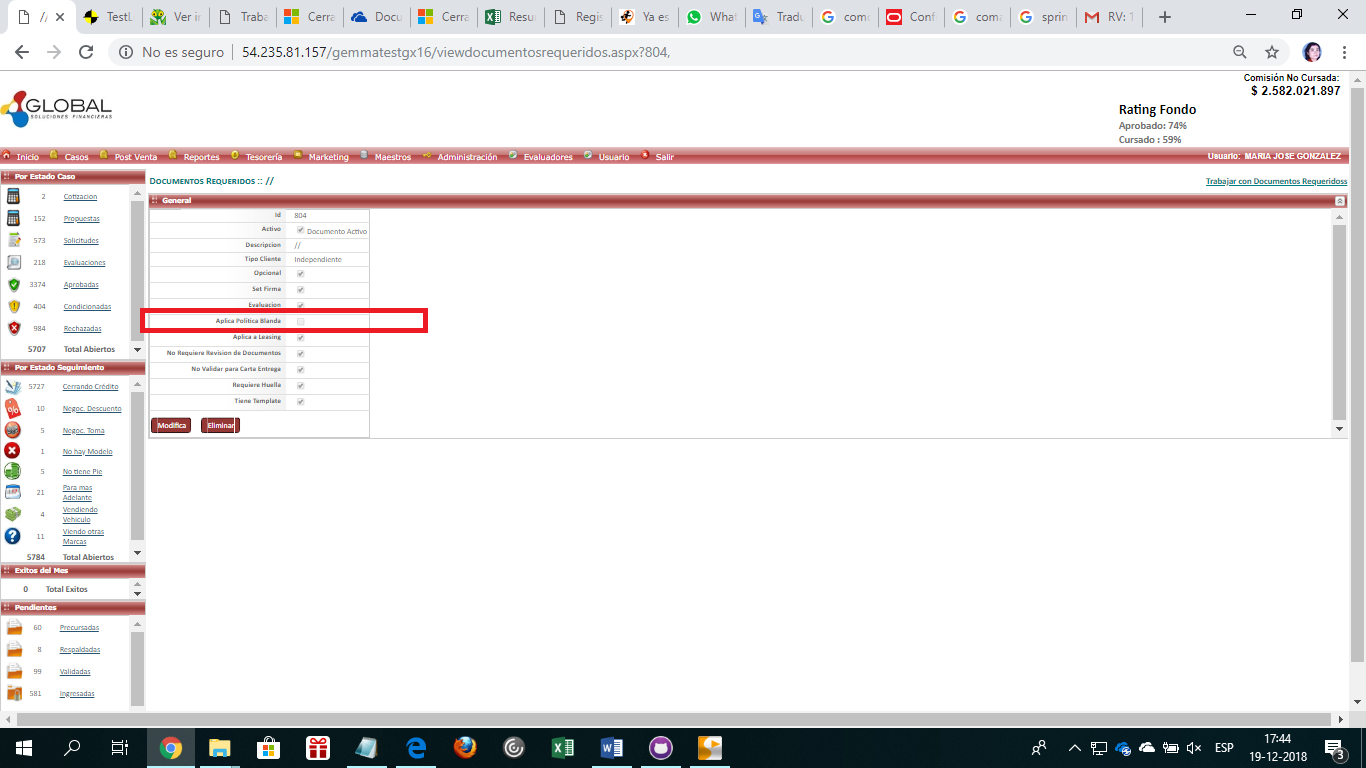 //
TestL
Ver in
Traba
Cerra
Docu
Cerra
Resur
Regis
Ya es
What
Tradu
como
Conf
coma
sprin
RV: T
No es seguro | 54.235.81.157/gemmatestgx16/viewdocumentosrequeridos.aspx?804,
Comisión No Cursada:
$ 2.582.021.897
GLOBAL
SOLUCIONES FINANCIERAS
Rating Fondo
Aprobado: 74%
Cursado : 59%
Inicio Casos Post Venta Reportes Tesorería Marketing Maestros Administración Evaluadores Usuario Salir Usuario: MARIA JOSE GONZALEZ
Por Estado Caso
2 Cotizacion
152 Propuestas
573 Solicitudes
218 Evaluaciones
3374 Aprobadas
404 Condicionadas
984 Rechazadas
5707 Total Abiertos
Por Estado Seguimiento
5727 Cerrando Crédito
10 Negoc. Descuento
5 Negoc. Toma
1 No hay Modelo
5 No tiene Pie
21 Para mas
Adelante
4 Vendiendo
Vehiculo
11 Viendo otras
Marcas
5784 Total Abiertos
Exitos del Mes
0 Total Exitos
Pendientes
60 Precursadas
8 Respaldadas
99 Validadas
581 Ingresadas
Documentos Requeridos :: //
Trabajar con Documentos Requeridoss
General
Id 804
Activo Documento Activo
Descripcion //
Tipo Cliente Independiente
Opcional
Set Firma
Evaluacion
Aplica Política Blanda
Aplica a Leasing
No Requiere Revision de Documentos
No Validar para Carta Entrega
Requiere Huella
Tiene Template
Modifica Eliminar
ESP
17:44
19-12-2018
3